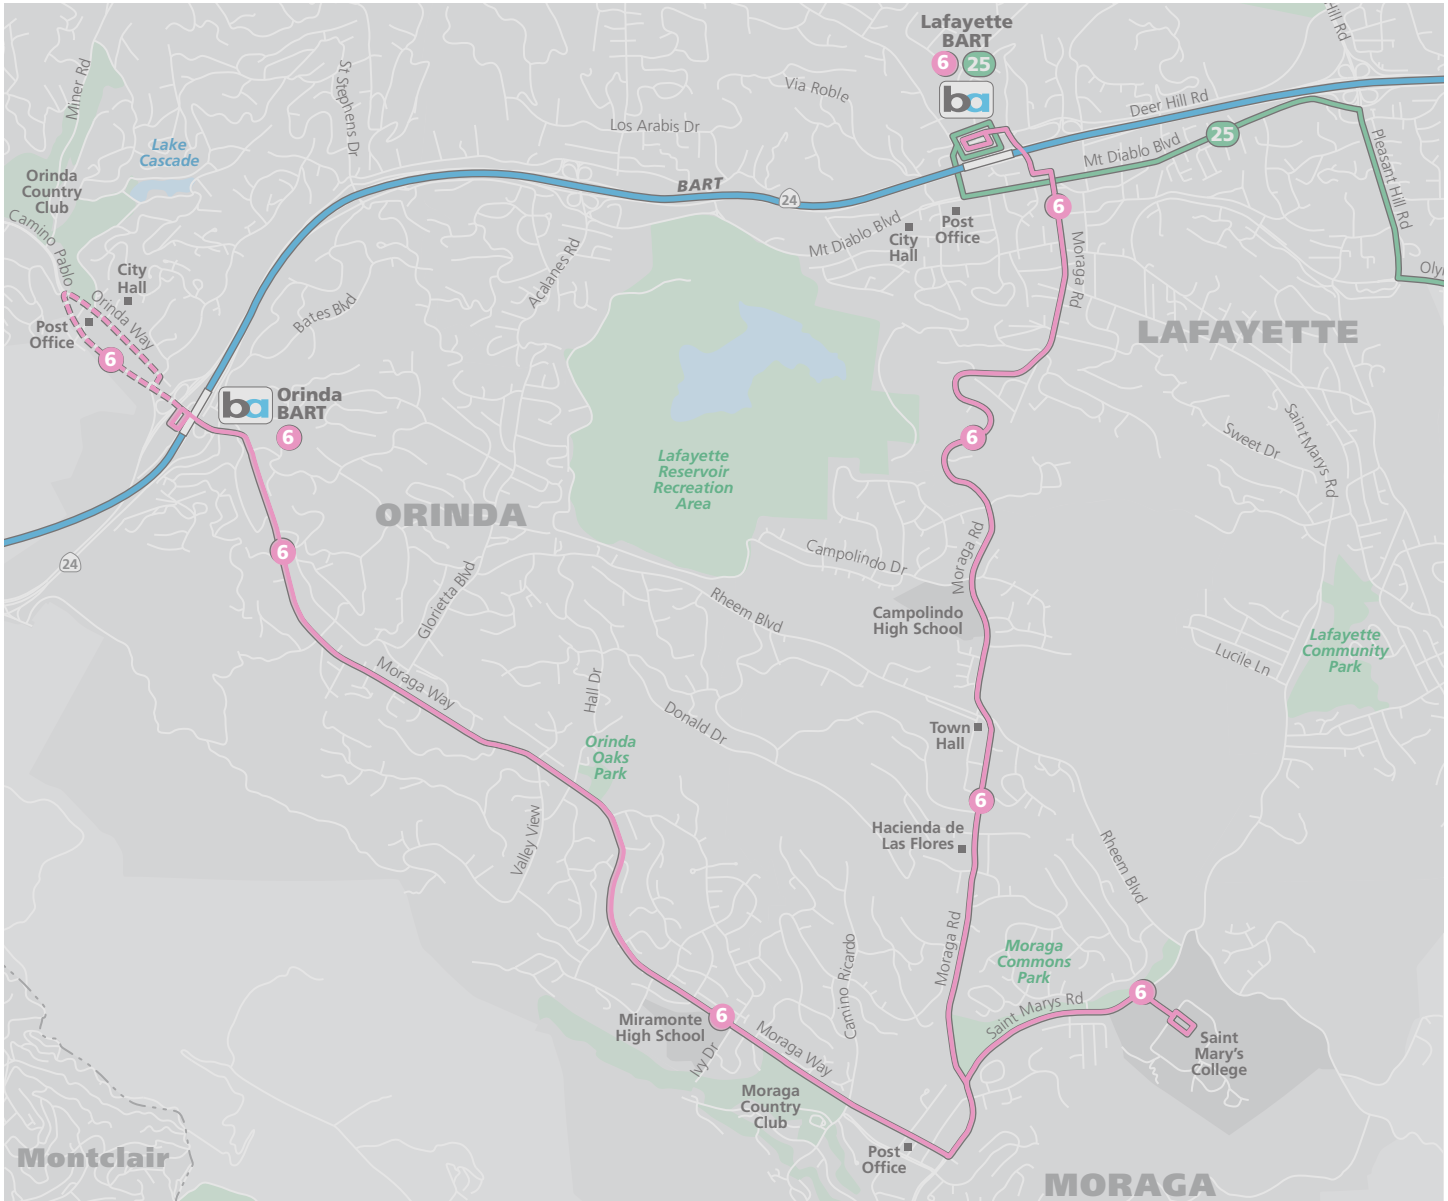 Lafayette
BART
6
25
ba
Hill Rd
Miner Rd
St Stephens Dr
Via Roble
Deer Hill Rd
Los Arabis Dr
25
Mt Diablo Blvd
Pleasant Hill Rd
Lake
Cascade
Orinda
Country
Club
BART
24
6
Camino Pablo
Mt Diablo Blvd
Post
Office
City
Hall
Moraga Rd
Acalanes Rd
City
Hall
Oly
Orinda Way
Bates Blvd
Post
Office
6
LAFAYETTE
ba
Orinda
BART
6
6
Sweet Dr
Saint Marys Rd
Lafayette
Reservoir
Recreation
Area
ORINDA
6
24
Moraga Rd
Campolindo Dr
Glorietta Blvd
Rheem Blvd
Campolindo
High School
Lafayette
Community
Park
Lucile Ln
Moraga Way
Hall Dr
Donald Dr
Town
Hall
Orinda
Oaks
Park
6
Hacienda de
Las Flores
Valley View
Rheem Blvd
Moraga Rd
Camino Ricardo
Moraga
Commons
Park
6
Saint Marys Rd
6
Miramonte
High School
Moraga Way
Ivy Dr
Saint
Mary's
College
Moraga
Country
Club
Post
Office
Montclair
MORAGA